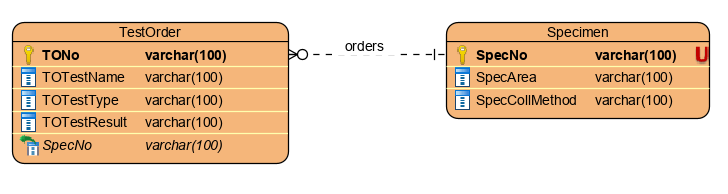 TestOrder
TONo varchar(100)
TOTestName varchar(100)
TOTestType varchar(100)
TOTestResult varchar(100)
SpecNo varchar(100)
orders
Specimen
SpecNo varchar(100) U
SpecArea varchar(100)
SpecCollMethod varchar(100)